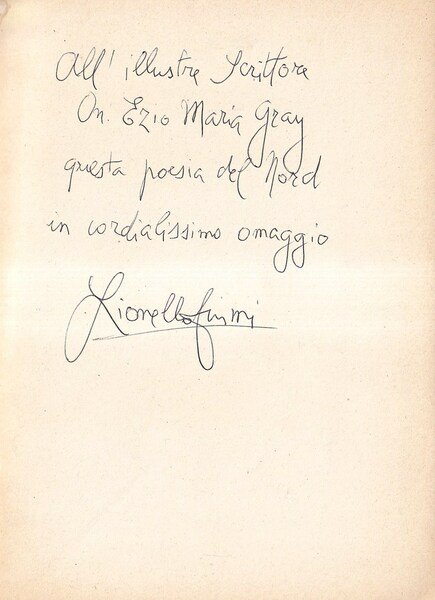 All' illustre Scrittore
On. Ezio Maria Gray
questa poesia del Nord
in cordialissimo omaggio
Lionello Fiumi